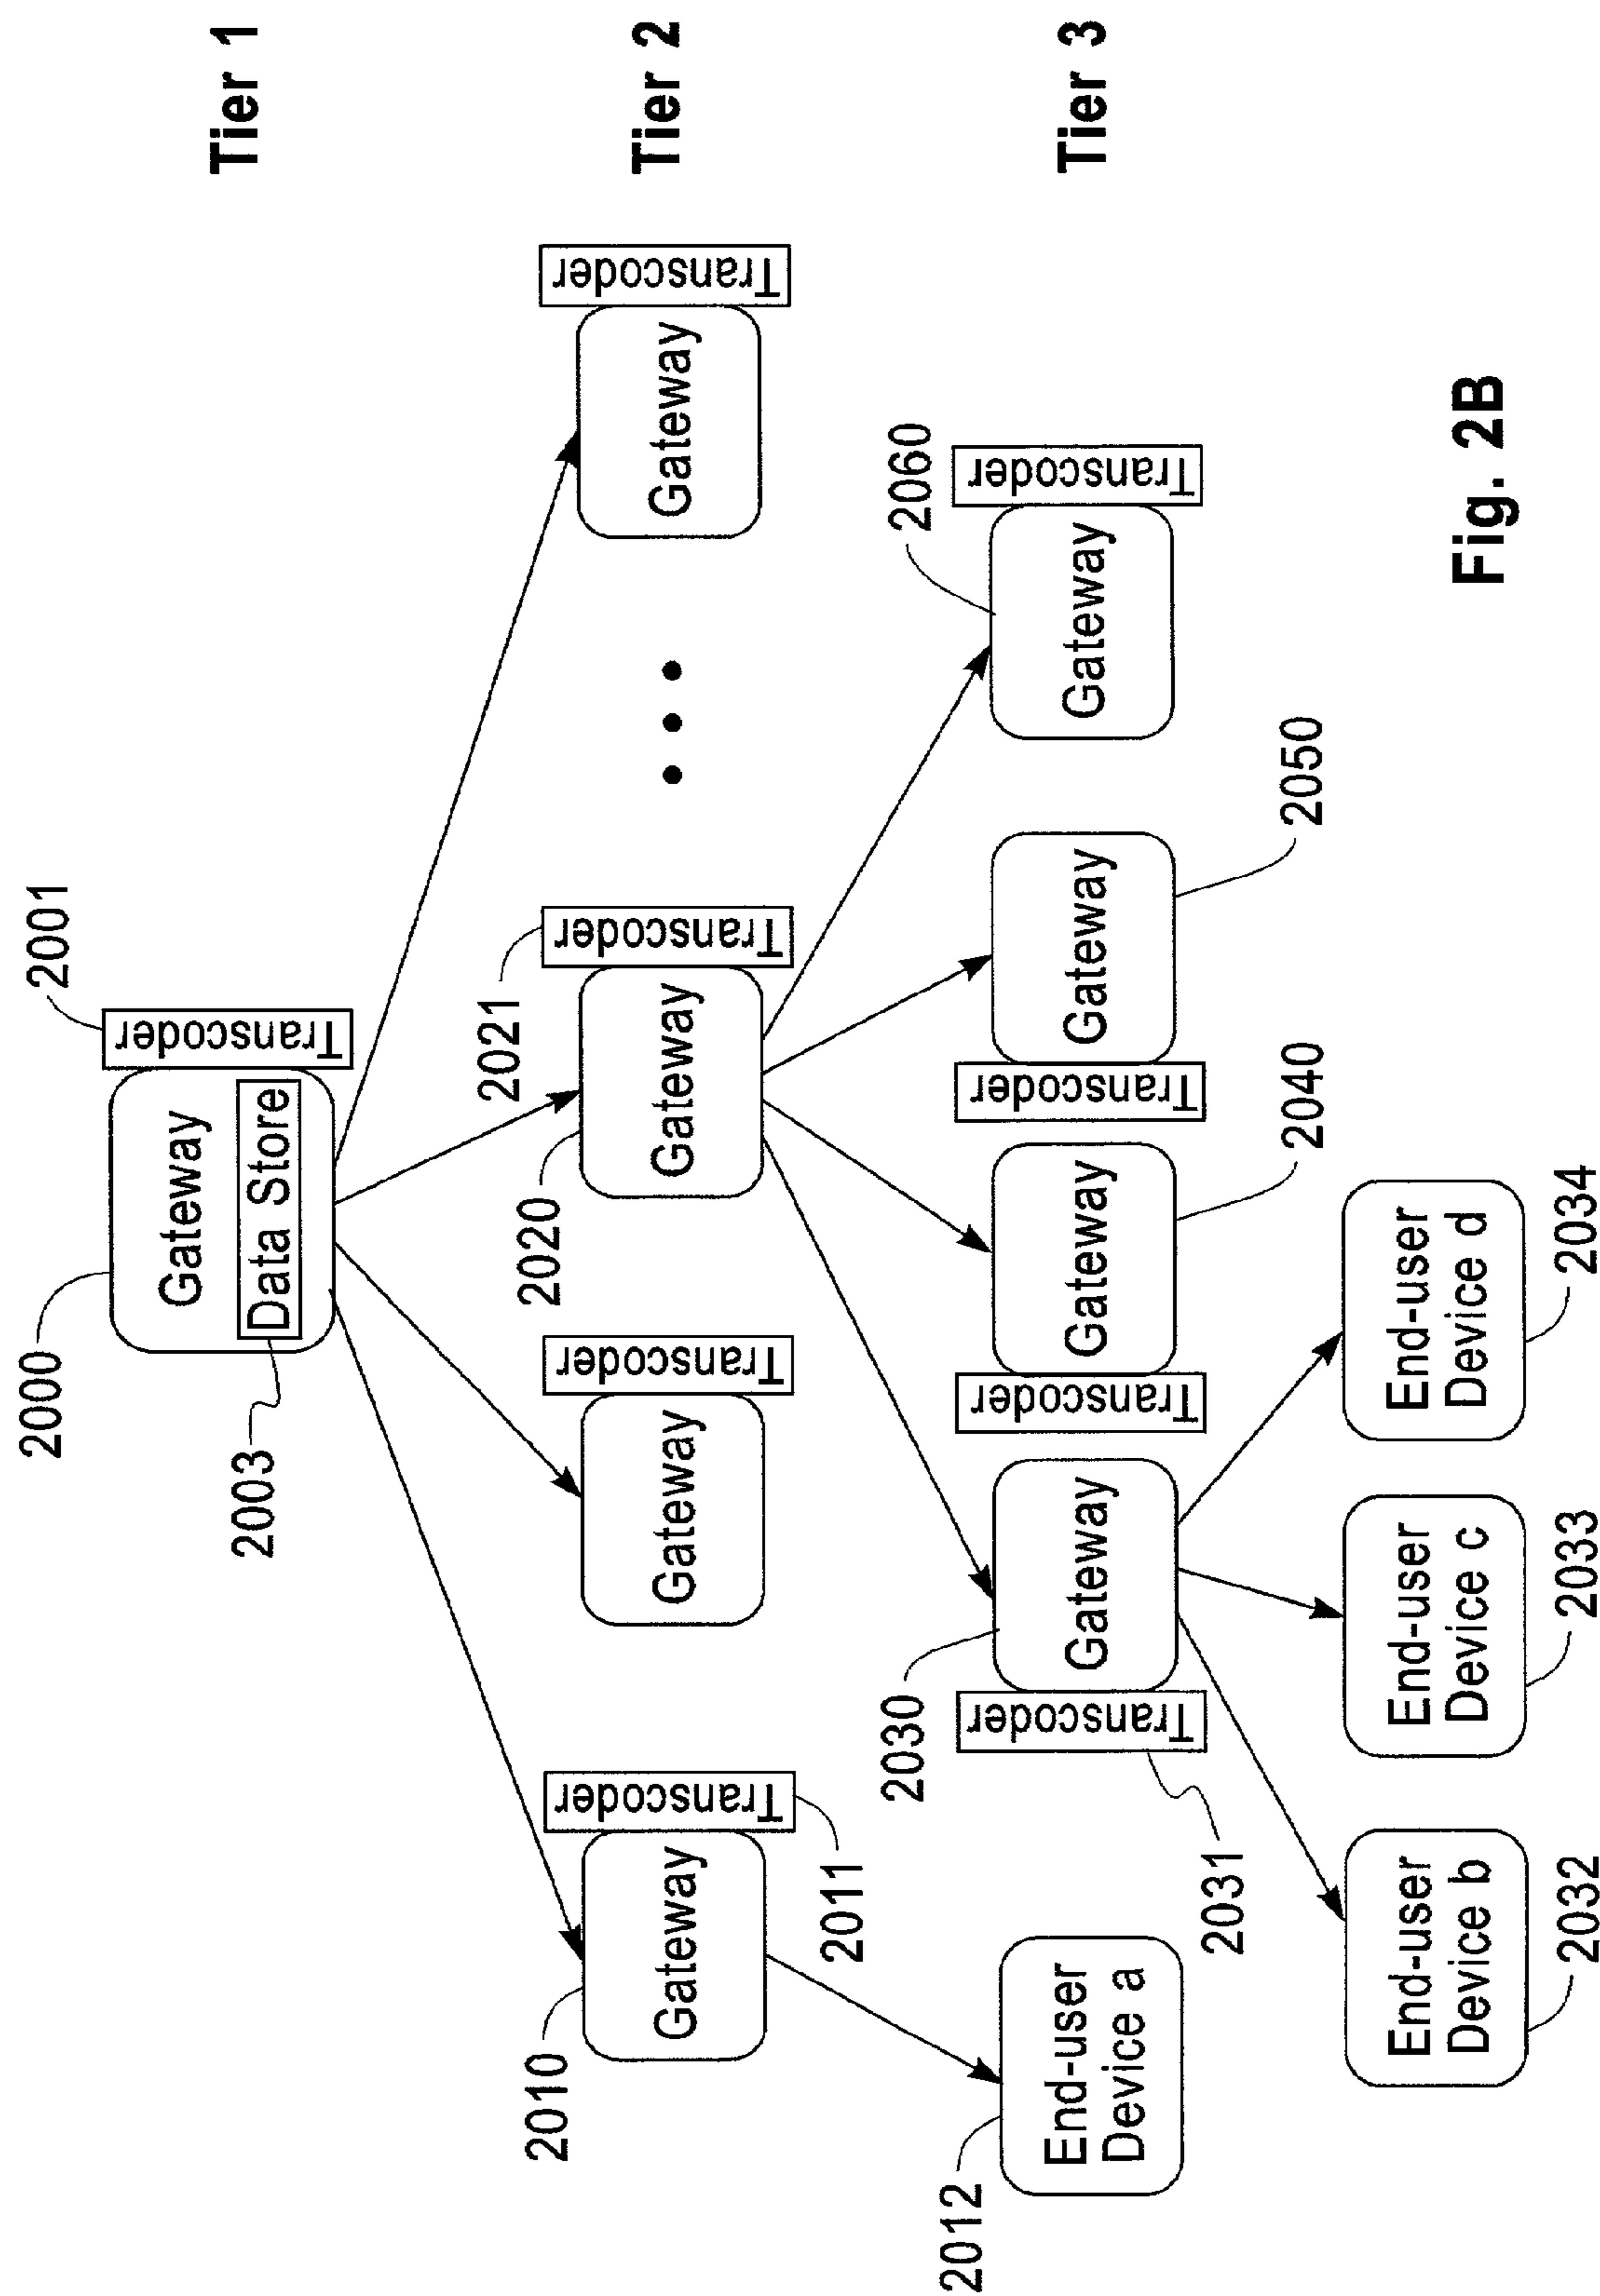 2000
2001
Gateway
Transcoder
Tier 1
Data Store
2003
2010
Gateway
Transcoder
2011
Gateway
Transcoder
2020
2021
Gateway
Transcoder
Gateway
Transcoder
Tier 2
2012
End-user
Device a
2030
Transcoder
2031
Gateway
Transcoder
Gateway
2040
Transcoder
Gateway
2050
2060
Gateway
Transcoder
Tier 3
End-user
Device b
2032
End-user
Device c
2033
End-user
Device d
2034
Fig. 2B